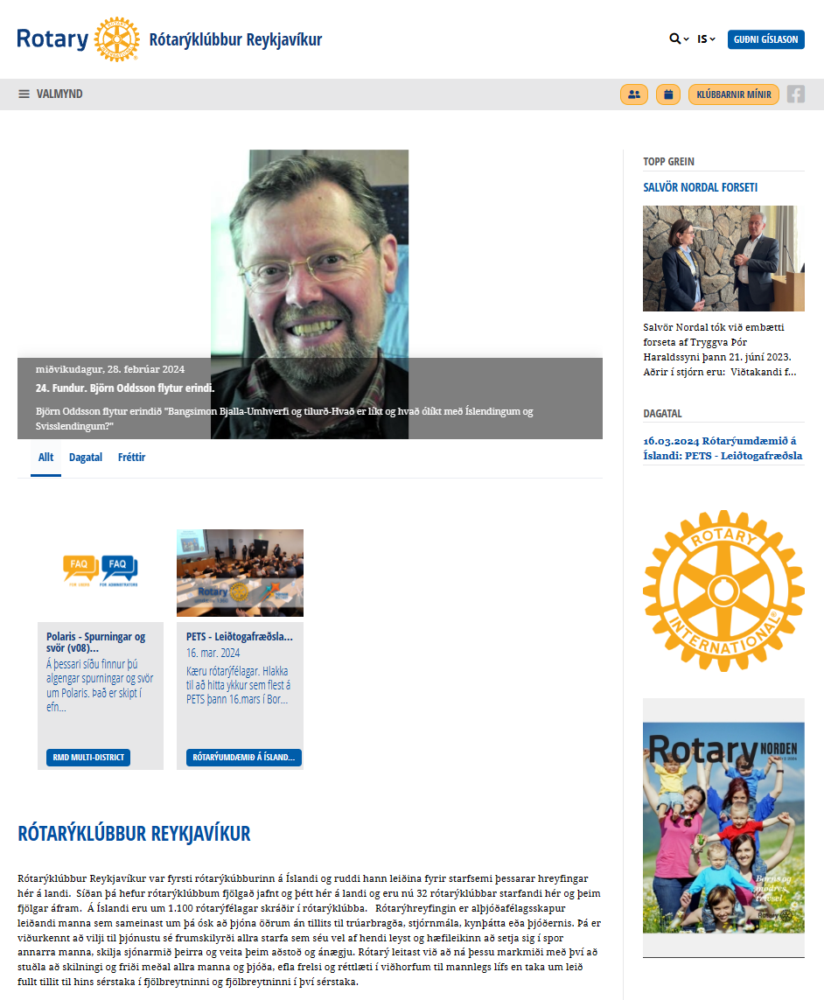 Rotary
Rótarýklúbbur Reykjavíkur
IS
GUÐNI GÍSLASON
VALMYND
KLÚBBARNIR MÍNIR
miðvikudagur, 28. febrúar 2024
24. Fundur. Björn Oddsson flytur erindi.
Björn Oddsson flytur erindið "Bangsimon Bjalla-Umhverfi og tilurð-Hvað er líkt og hvað ólíkt með Íslendingum og
Svisslendingum?"
Allt
Dagatal
Fréttir
FAQ
FAQ
FOR USERS
FOR ADMINISTRATORS
Polaris - Spurningar og
svör (v08)...
Á þessari síðu finnur þú
algengar spurningar og svör
um Polaris. Það er skipt í
efn...
RMD MULTI-DISTRICT
Rotary
PETS - Leiðtogafræðsla...
16. mar. 2024
Kæru rótarýfélagar. Hlakka
til að hitta ykkur sem flest á
PETS þann 16.mars í Bor...
RÓTARÝUMDÆMIÐ Á ÍSLAND...
RÓTARÝKLÚBBUR REYKJAVÍKUR
Rótarýklúbbur Reykjavíkur var fyrsti rótarýkúbburinn á Íslandi og ruddi hann leiðina fyrir starfsemi þessarar hreyfingar
hér á landi.  Síðan þá hefur rótarýklúbbum fjölgað jafnt og þétt hér á landi og eru nú 32 rótarýklúbbar starfandi hér og þeim
fjölgar áfram.  Á Íslandi eru um 1.100 rótarýfélagar skráðir í rótarýklúbba.   Rótarýhreyfingin er alþjóðafélagsskapur
leiðandi manna sem sameinast um þá ósk að þjóna öðrum án tillits til trúarbragða, stjórnmála, kynþátta eða þjóðernis. Þá er
viðurkennt að vilji til þjónustu sé frumskilyrði allra starfa sem séu vel af hendi leyst og hæfileikinn að setja sig í spor
annarra manna, skilja sjónarmið þeirra og veita þeim aðstoð og ánægju. Rótarý leitast við að ná þessu markmiði með því að
stuðla að skilningi og friði meðal allra manna og þjóða, efla frelsi og réttlæti í viðhorfum til mannlegs lífs en taka um leið
fullt tillit til hins sérstaka í fjölbreytninni og fjölbreytninni í því sérstaka.
TOPP GREIN
SALVÖR NORDAL FORSETI
Salvör Nordal tók við embætti
forseta af Tryggva Þór
Haraldssyni þann 21. júní 2023.
Aðrir í stjórn eru:  Viðtakandi f...
DAGATAL
16.03.2024 Rótarýumdæmið á
Íslandi: PETS - Leiðtogafræðsla
ROTARY
INTERNATIONAL
Rotary NORDEN
Børns og
mødres
trivsel
Rotary